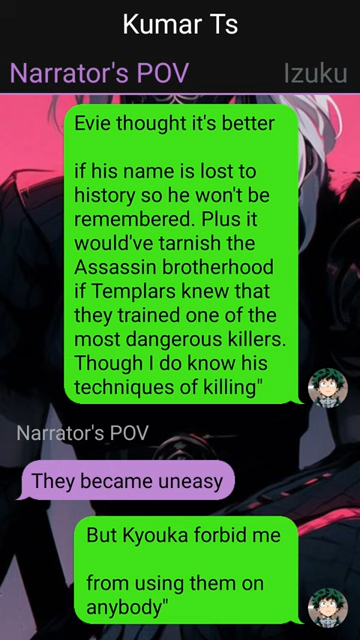 Kumar Ts
Narrator's POV Izuku
Evie thought it's better
if his name is lost to
history so he won't be
remembered. Plus it
would've tarnish the
Assassin brotherhood
if Templars knew that
they trained one of the
most dangerous killers.
Though I do know his
techniques of killing"
Narrator's POV
They became uneasy
But Kyouka forbid me
from using them on
anybody"